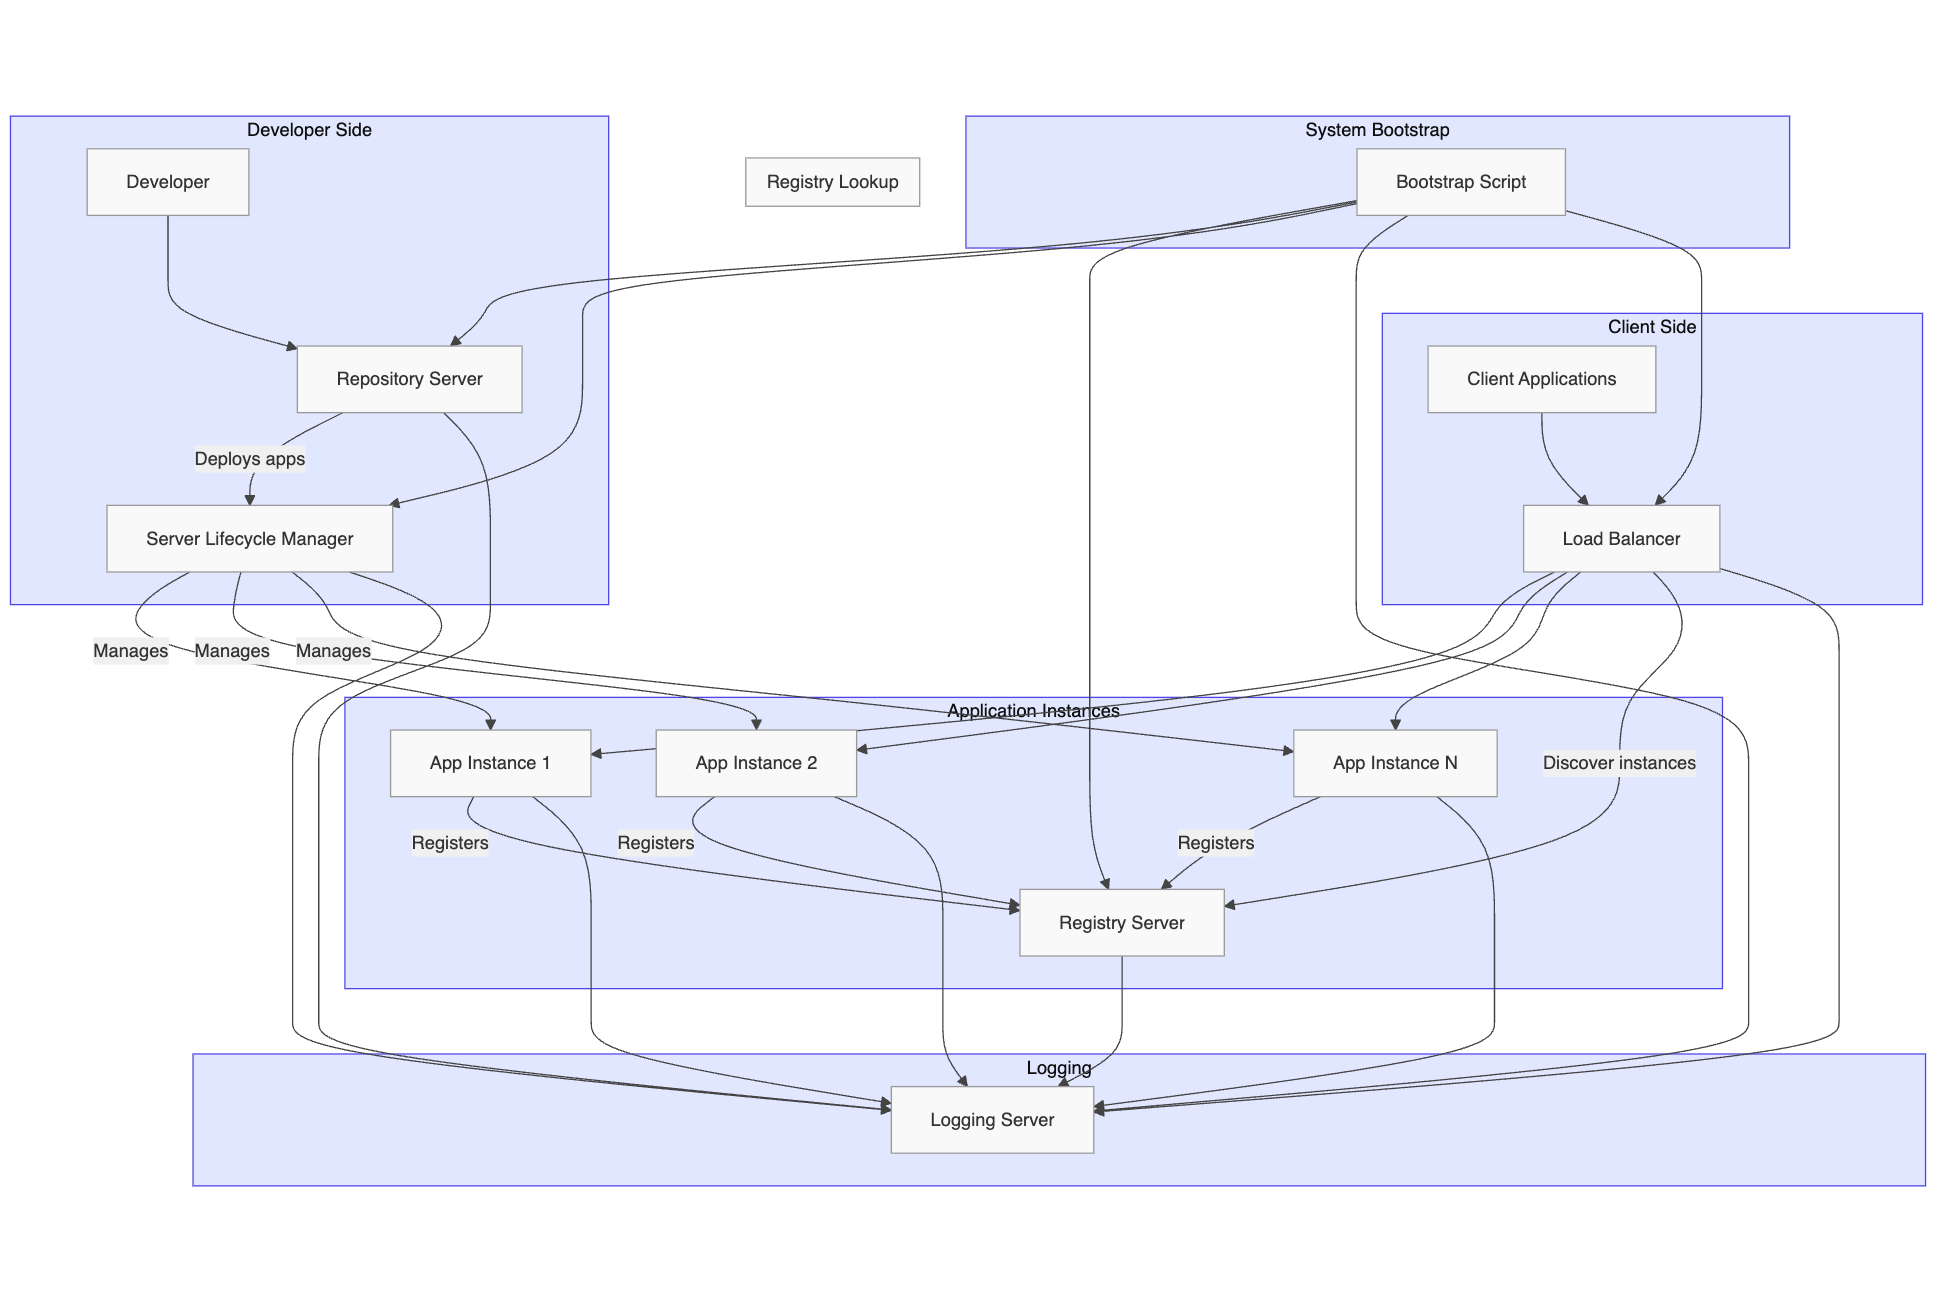 Developer Side
System Bootstrap
Developer
Registry Lookup
Bootstrap Script
Client Side
Repository Server
Client Applications
Deploys apps
Server Lifecycle Manager
Load Balancer
Manages
Manages
Manages
Application Instances
App Instance 1
App Instance 2
App Instance N
Discover instances
Registers
Registers
Registers
Registry Server
Logging
Logging Server